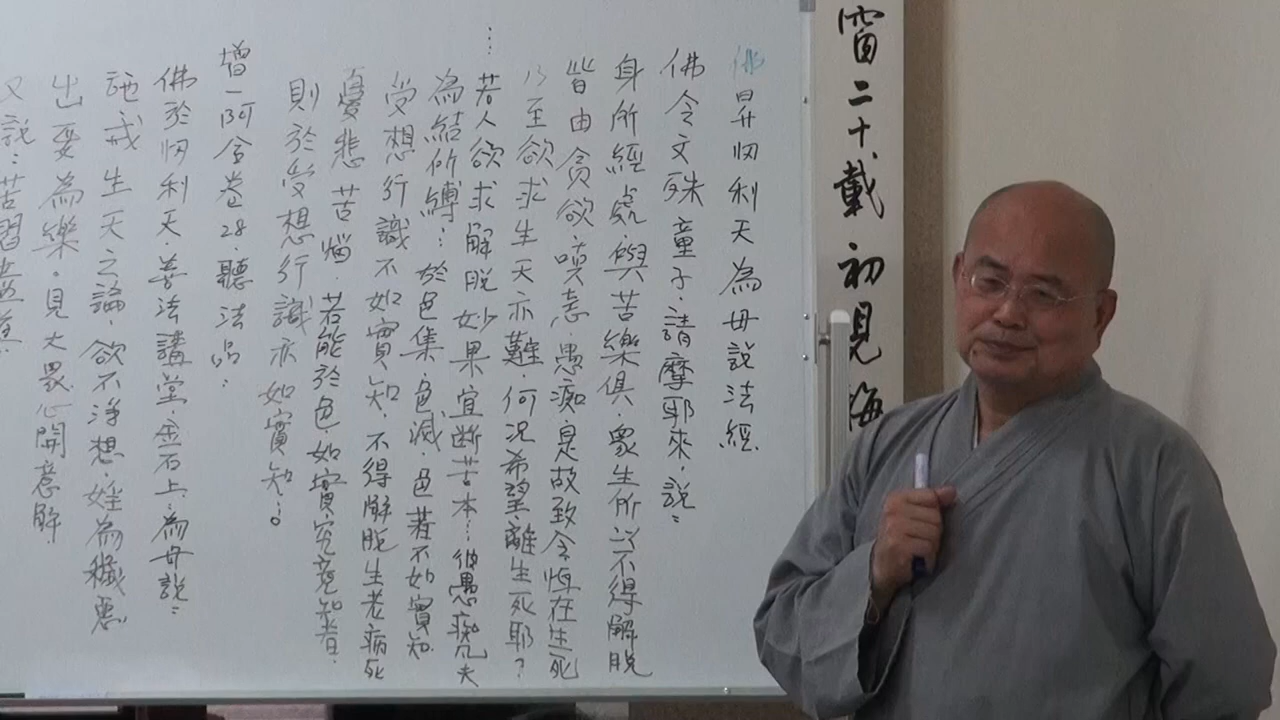 窗二十載初見海
佛昇忉利天為母說法經
佛令文殊童子請摩耶來說:
身所經處與苦樂俱眾生所以不得解脫
皆由貪欲嗔恚愚痴是故致令恆在生死
乃至欲求生天亦難何況希望離生死耶?
…若人欲求解脫妙果宜斷苦本…彼愚痴凡夫
為結所縛:於色集色滅色著不如實知
受想行識不如實知不得解脫生老病死
憂悲苦惱若能於色如實究竟知者
則於受想行識亦如實知…。
增一阿含卷28聽法品:
佛於忉利天善法講堂金石上為母說:
施戒生天之論欲不淨想婬為穢惡
出要為樂。見大眾心開意解
又說:苦習盡道